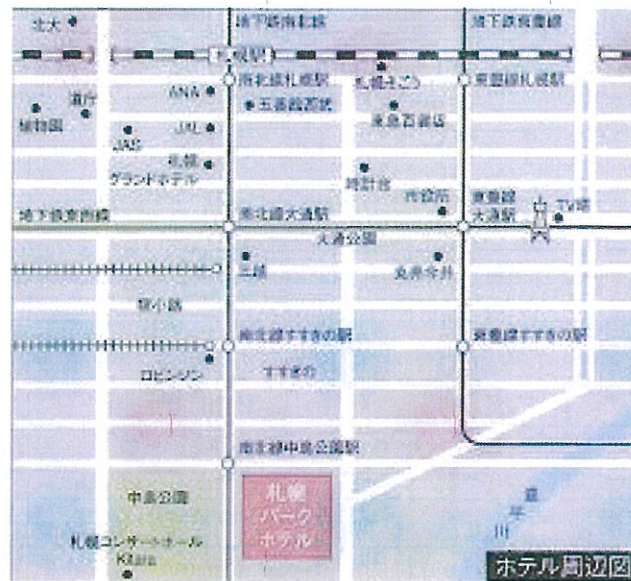 北大
地下鉄南北線
地下鉄東豊線
札幌駅
南北線札幌駅
札幌そごう
東豊線札幌駅
植物園
道庁
ANA
五番館西武
東急百貨店
JAS
JAL
札幌
グランドホテル
時計台
市役所
東豊線
大通駅
TV塔
地下鉄東西線
南北線大通駅
大通公園
三越
丸井今井
狸小路
南北線すすきの駅
東豊線すすきの駅
ロビンソン
すすきの
南北線中島公園駅
中島公園
札幌
パーク
ホテル
豊平川
札幌コンサートホール
Kitara
ホテル周辺図